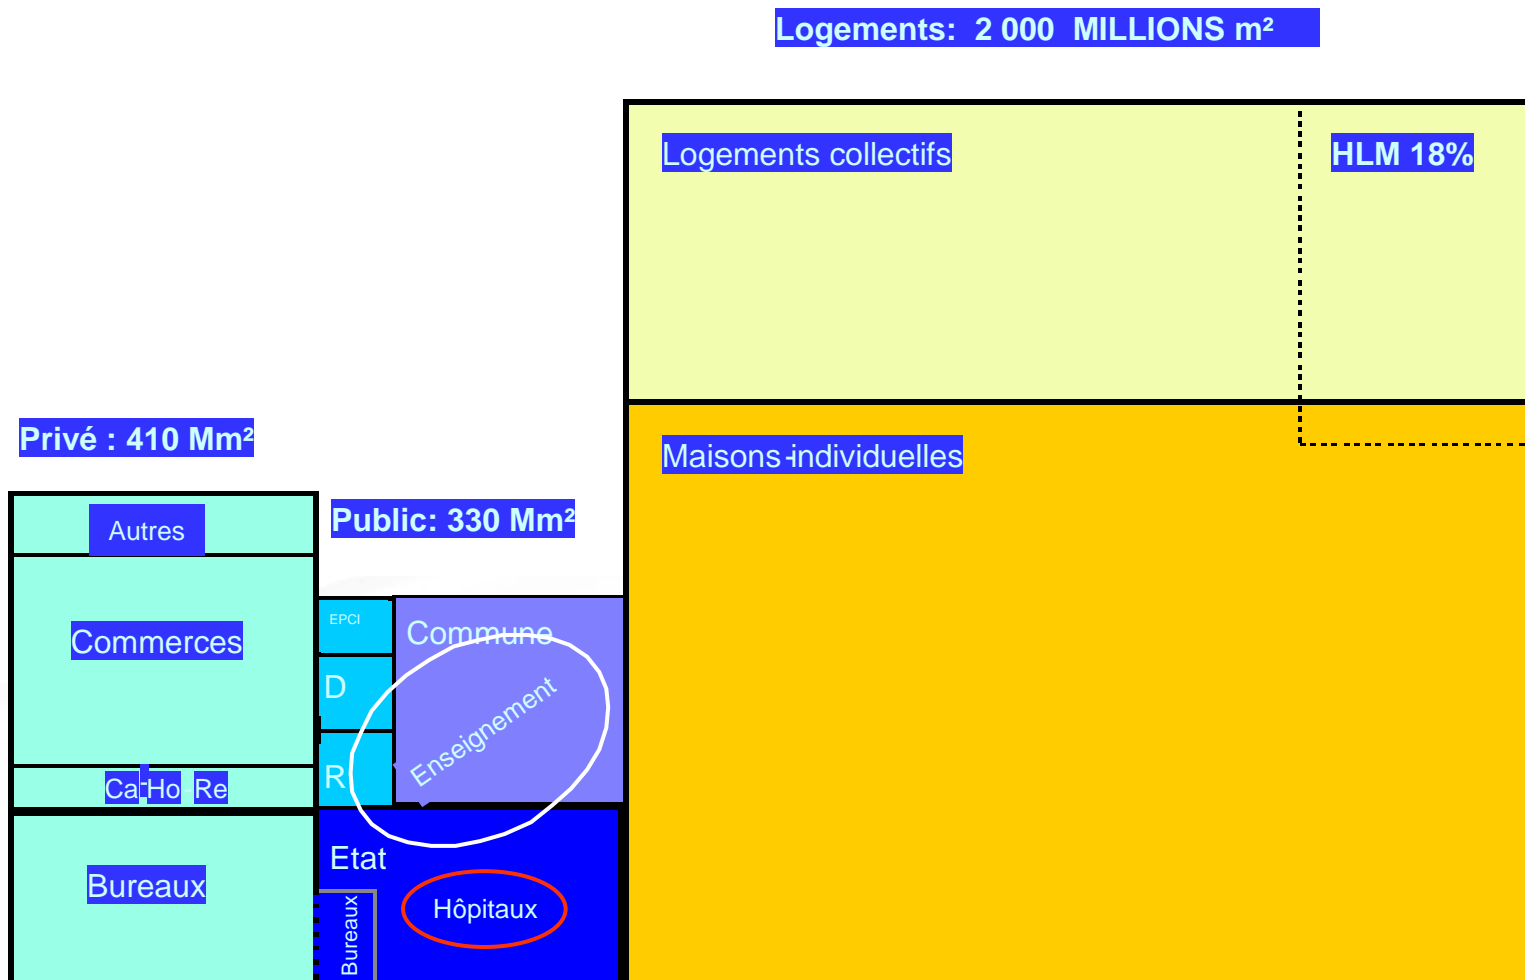 Logements: 2 000 MILLIONS m²
Logements collectifs
HLM 18%
Privé : 410 Mm²
Maisons-individuelles
Public: 330 Mm²
Autres
EPCI
Commune
Commerces
D
Enseignement
R
Ca-Ho-Re
Etat
Bureaux
Hôpitaux
Bureaux